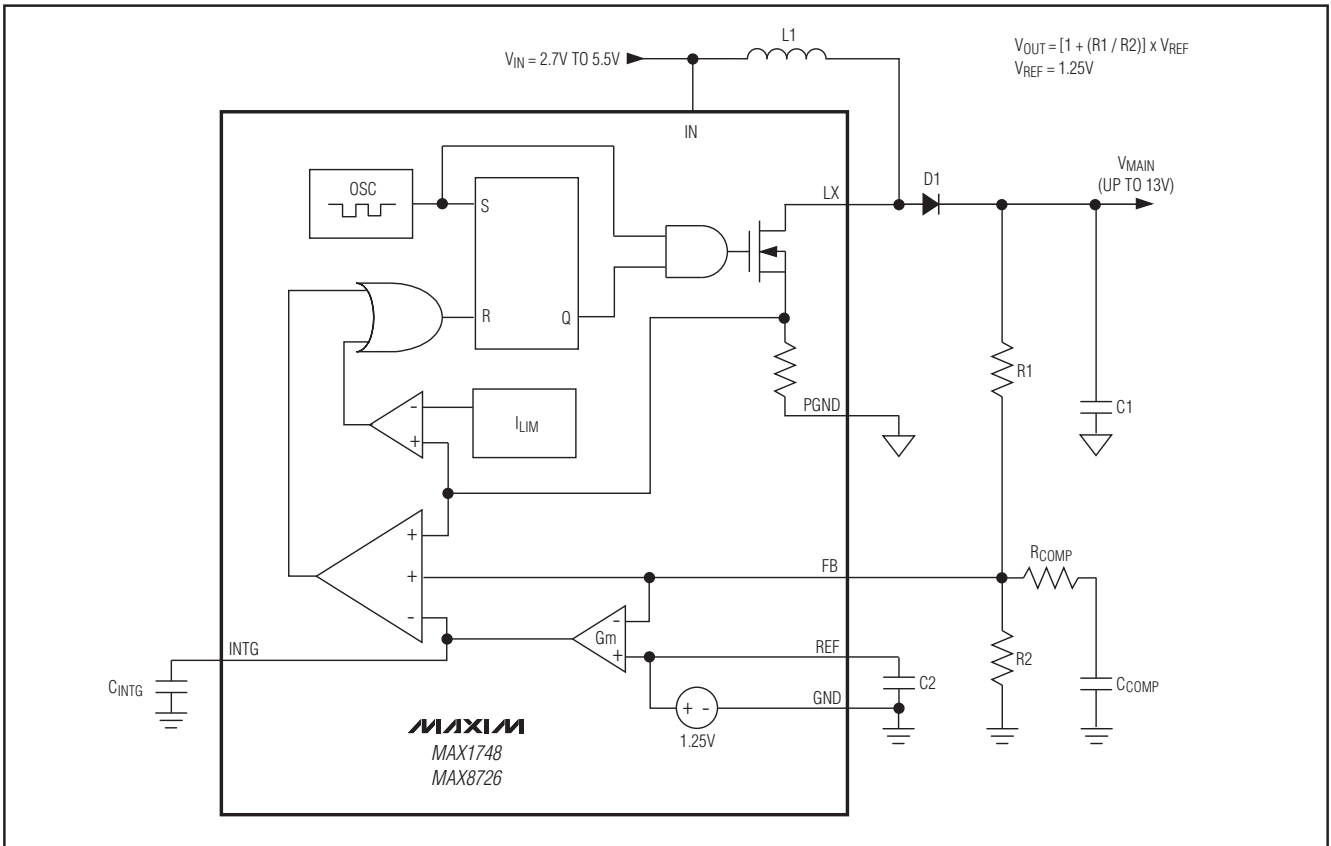 L1
VIN = 2.7V TO 5.5V
VOUT = [1 + (R1 / R2)] x VREF
VREF = 1.25V
IN
OSC
S
R
Q
LX
D1
VMAIN
(UP TO 13V)
R1
C1
PGND
-
+
ILIM
+
+
-
FB
RCOMP
-
Gm
+
REF
R2
C2
CCOMP
GND
INTG
CINTG
+ -
1.25V
MAXIM
MAX1748
MAX8726